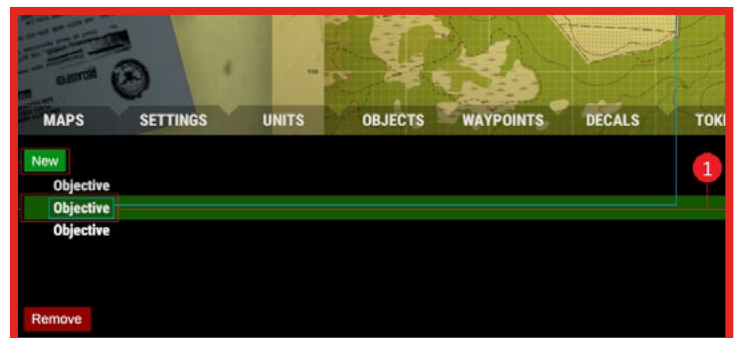 MAPS SETTINGS UNITS OBJECTS WAYPOINTS DECALS
New
1
Objective
Objective
Objective
Remove